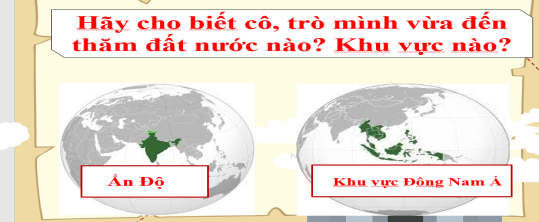 Hãy cho biết cô, trò mình vừa đến
thăm đất nước nào? Khu vực nào?
Ấn Độ
Khu vực Đông Nam Á